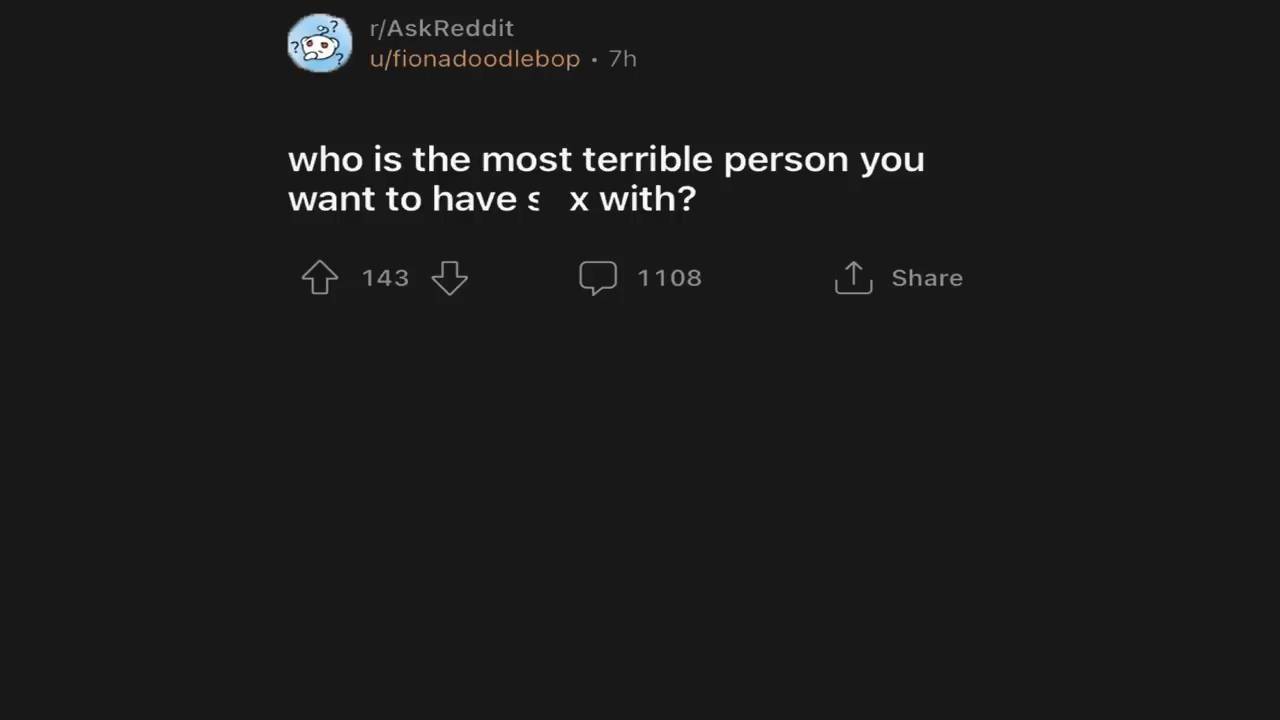 r/AskReddit
u/fionadoodlebop • 7h
who is the most terrible person you
want to have s x with?
143 1108 Share